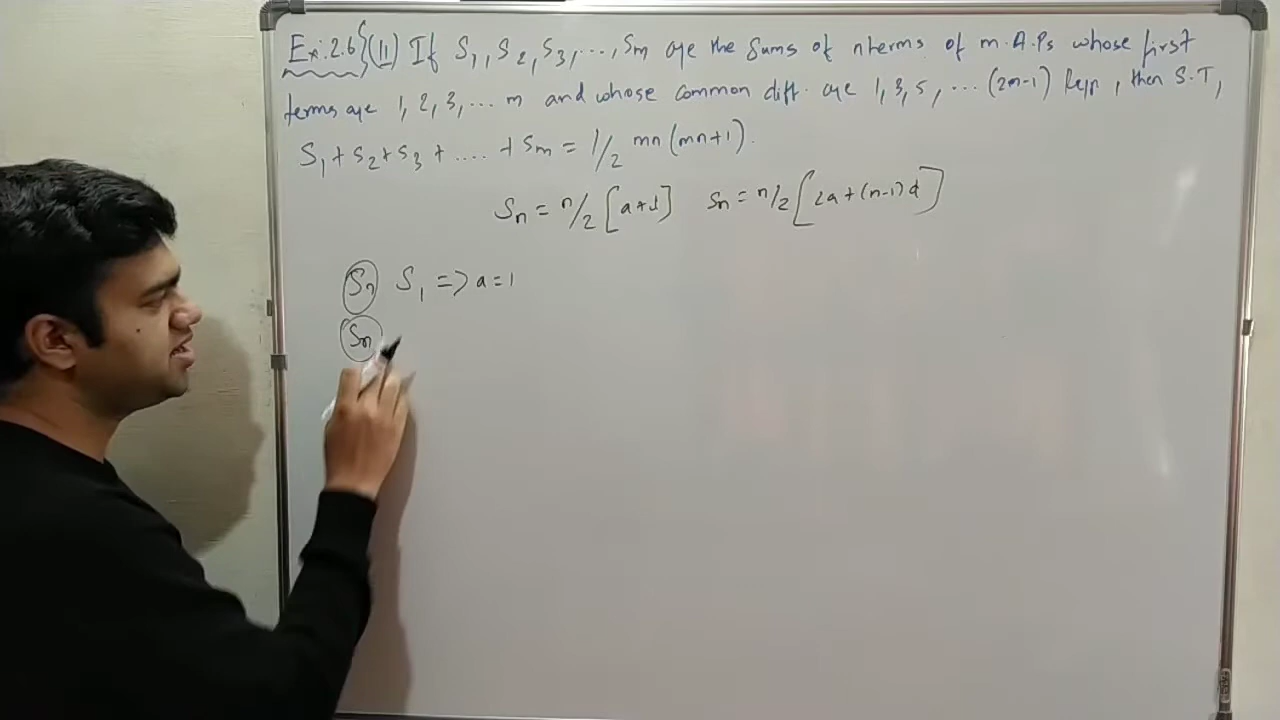 Ex: 2.6} (11) If S₁, S₂, S₃, ..., Sm are the Sums of n terms of m A.Ps whose first
terms are 1, 2, 3, ... m and whose common diff. are 1, 3, 5, ... (2m-1) , then S.T,
S₁ + S₂ + S₃ + .... + Sm = 1/2 mn (mn+1).
Sn = n/2 [a+l] Sn = n/2 [2a + (n-1) d]
Sn S₁ => a = 1
Sn